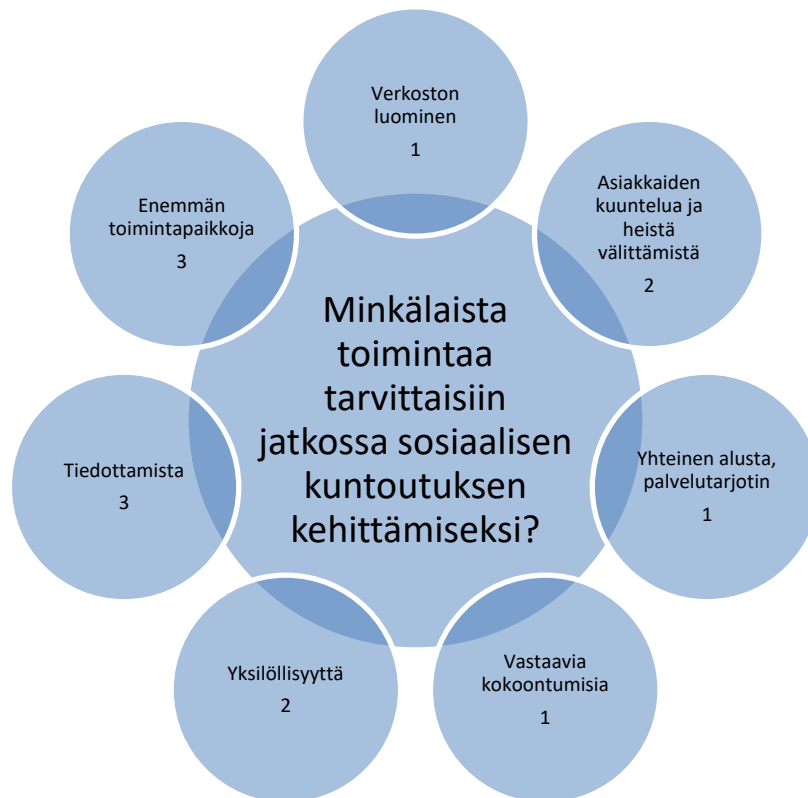 Verkoston
luominen
1
Asiakkaiden
kuuntelua ja
heistä
välittämistä
2
Yhteinen alusta,
palvelutarjotin
1
Vastaavia
kokoontumisia
1
Yksilöllisyyttä
2
Tiedottamista
3
Enemmän
toimintapaikkoja
3
Minkälaista
toimintaa
tarvittaisiin
jatkossa sosiaalisen
kuntoutuksen
kehittämiseksi?